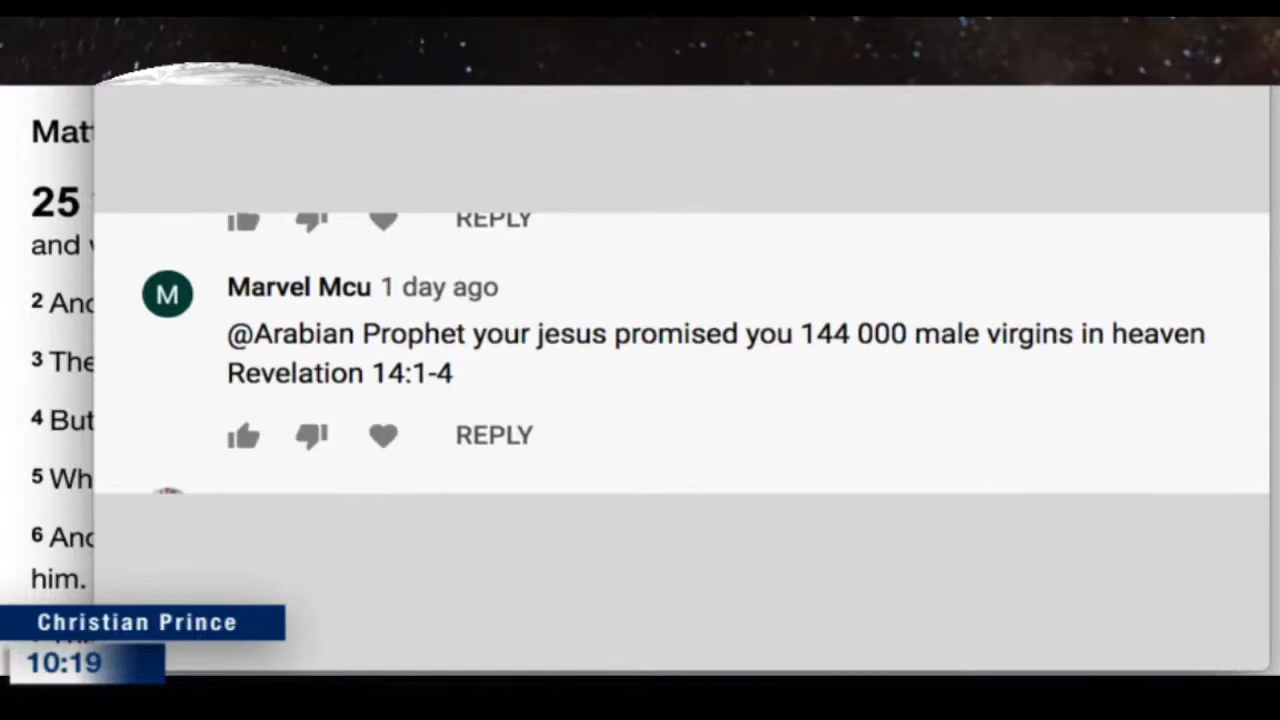 Mat
25
and
2 And
3 The
4 But
5 Wh
6 And
him.
REPLY
M
Marvel Mcu 1 day ago
@Arabian Prophet your jesus promised you 144 000 male virgins in heaven
Revelation 14:1-4
REPLY
Christian Prince
10:19